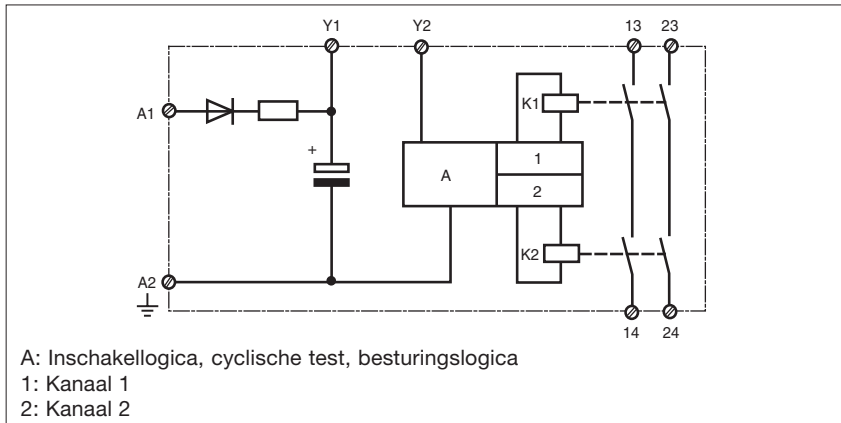 Y1 Y2 13 23
A1
K1
+
1
A
2
K2
A2
14 24
A: Inschakellogica, cyclische test, besturingslogica
1: Kanaal 1
2: Kanaal 2